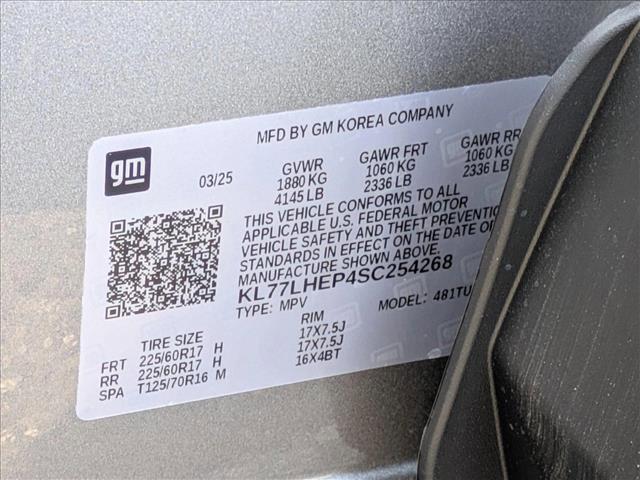 MFD BY GM KOREA COMPANY
gm
03/25
GVWR GAWR FRT GAWR RR
1880 KG 1060 KG 1060 KG
4145 LB 2336 LB 2336 LB
THIS VEHICLE CONFORMS TO ALL
APPLICABLE U.S. FEDERAL MOTOR
VEHICLE SAFETY AND THEFT PREVENTIO
STANDARDS IN EFFECT ON THE DATE OF
MANUFACTURE SHOWN ABOVE.
KL77LHEP4SC254268
TYPE: MPV MODEL: 481TU
TIRE SIZE RIM
FRT 225/60R17 H 17X7.5J
RR 225/60R17 H 17X7.5J
SPA T125/70R16 M 16X4BT